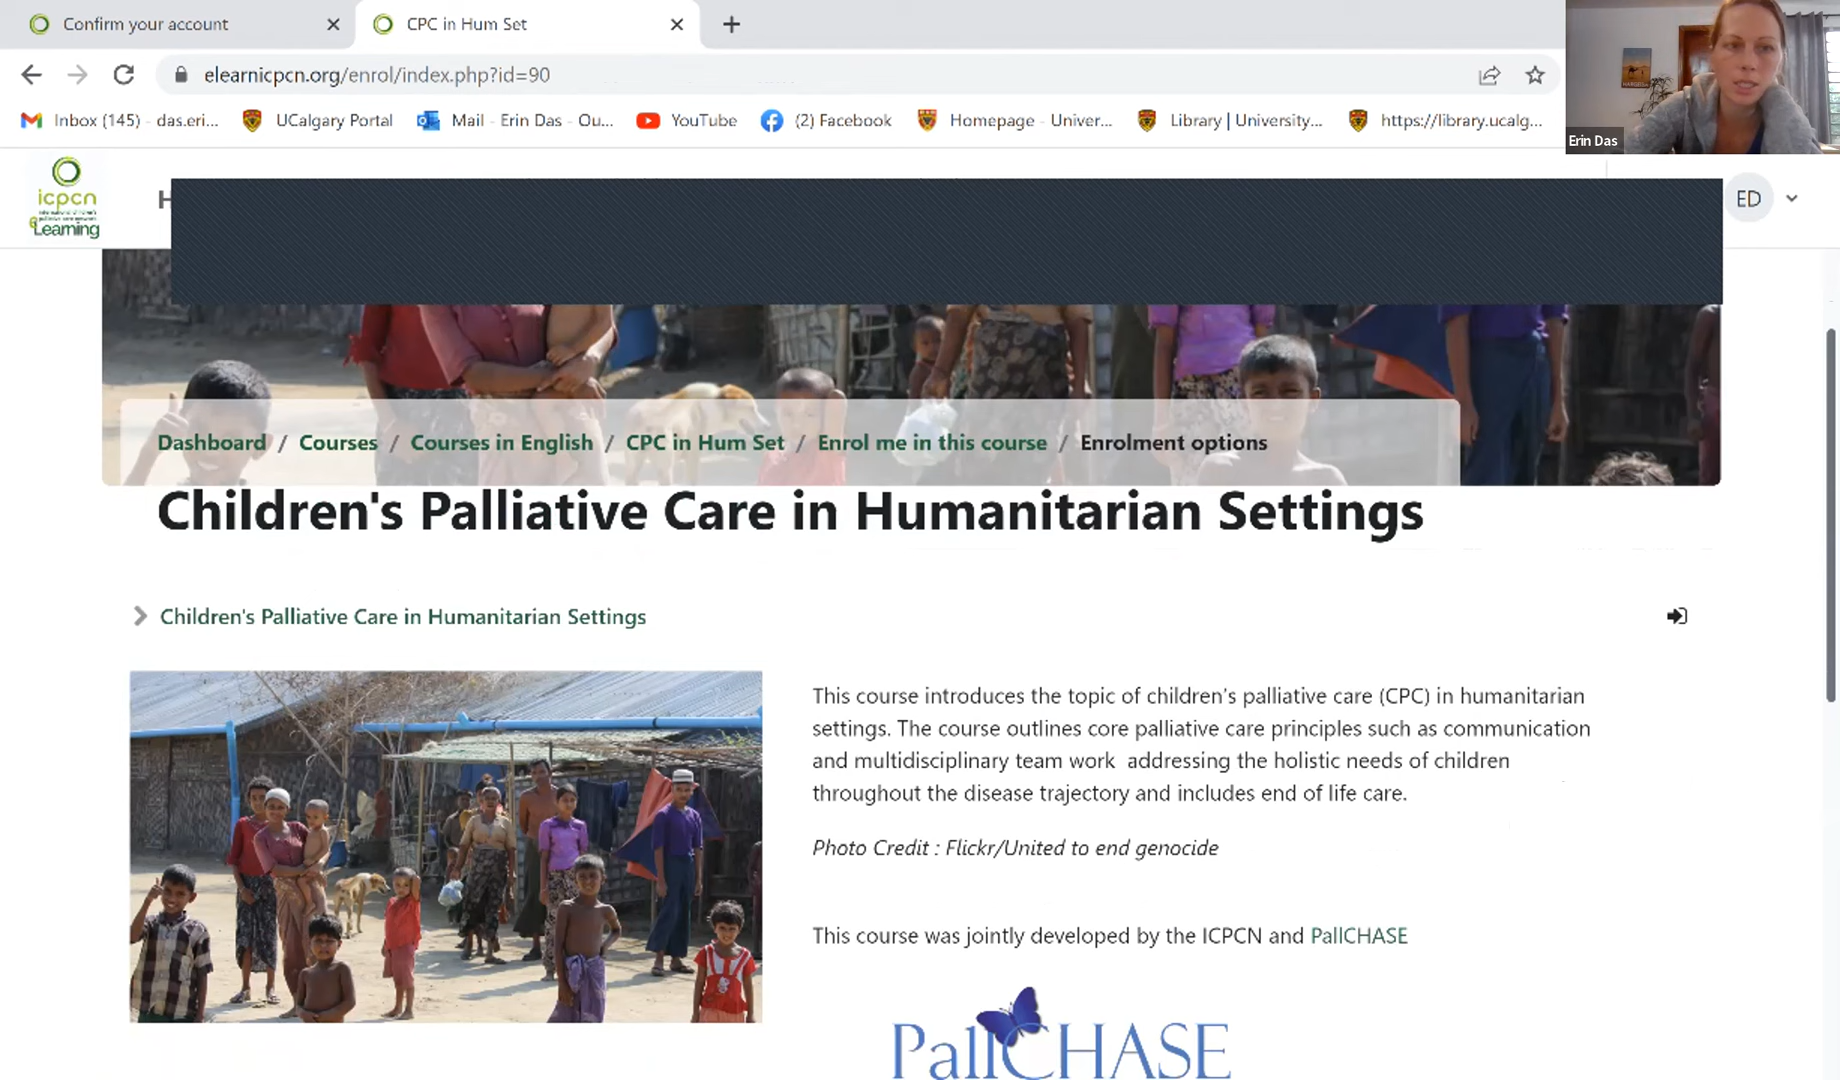 Confirm your account
CPC in Hum Set
elearnicpcn.org/enrol/index.php?id=90
Inbox (145) - das.eri...
UCalgary Portal
Mail - Erin Das - Ou...
YouTube
(2) Facebook
Homepage - Univer...
Library | University...
https://library.ucalg...
Erin Das
icpcn
eLearning
H
ED
Dashboard / Courses / Courses in English / CPC in Hum Set / Enrol me in this course / Enrolment options
Children's Palliative Care in Humanitarian Settings
Children's Palliative Care in Humanitarian Settings
This course introduces the topic of children’s palliative care (CPC) in humanitarian
settings. The course outlines core palliative care principles such as communication
and multidisciplinary team work addressing the holistic needs of children
throughout the disease trajectory and includes end of life care.
Photo Credit : Flickr/United to end genocide
This course was jointly developed by the ICPCN and PallCHASE
PallCHASE